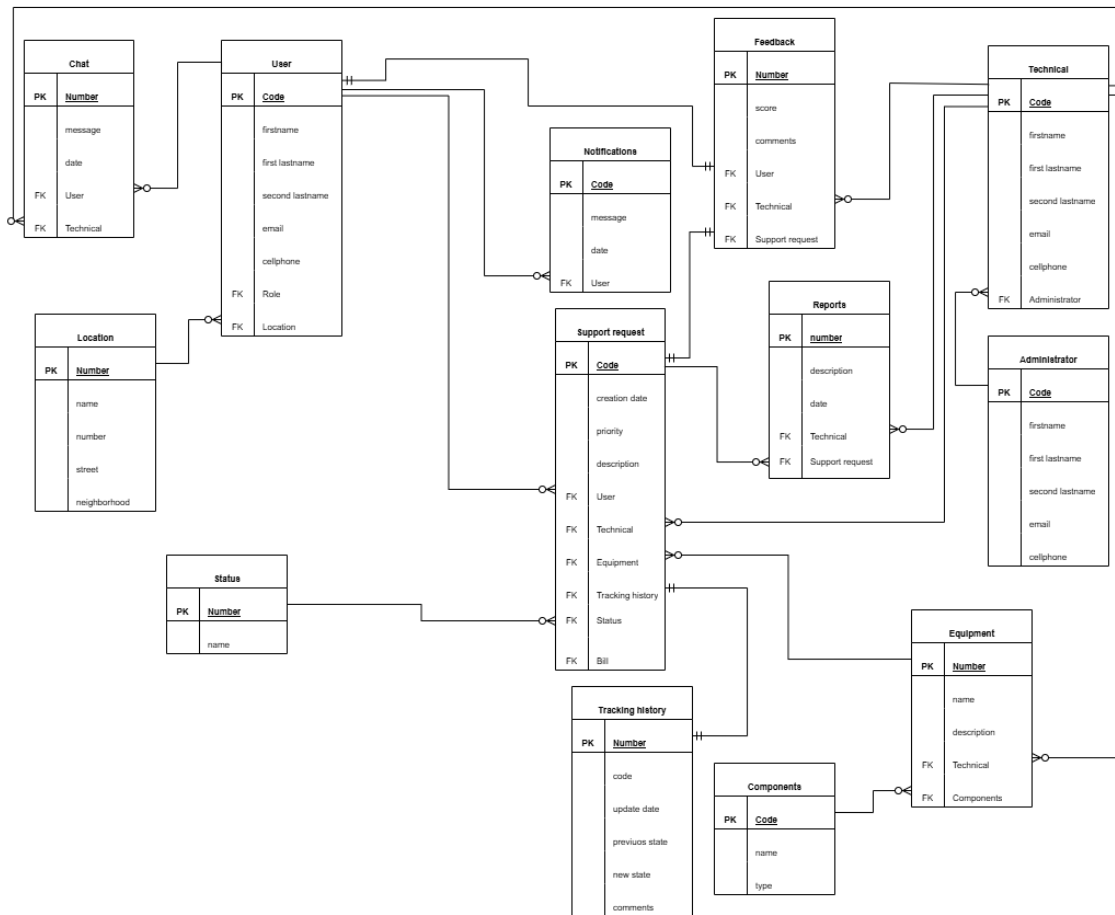 Chat
PK Number
message
date
FK User
FK Technical
User
PK Code
firstname
first lastname
second lastname
email
cellphone
FK Role
FK Location
Feedback
PK Number
score
comments
FK User
FK Technical
FK Support request
Technical
PK Code
firstname
first lastname
second lastname
email
cellphone
FK Administrator
Notifications
PK Code
message
date
FK User
Location
PK Number
name
number
street
neighborhood
Support request
PK Code
creation date
priority
description
FK User
FK Technical
FK Equipment
FK Tracking history
FK Status
FK Bill
Reports
PK number
description
date
FK Technical
FK Support request
Administrator
PK Code
firstname
first lastname
second lastname
email
cellphone
Status
PK Number
name
Equipment
PK Number
name
description
FK Technical
FK Components
Tracking history
PK Number
code
update date
previuos state
new state
comments
Components
PK Code
name
type